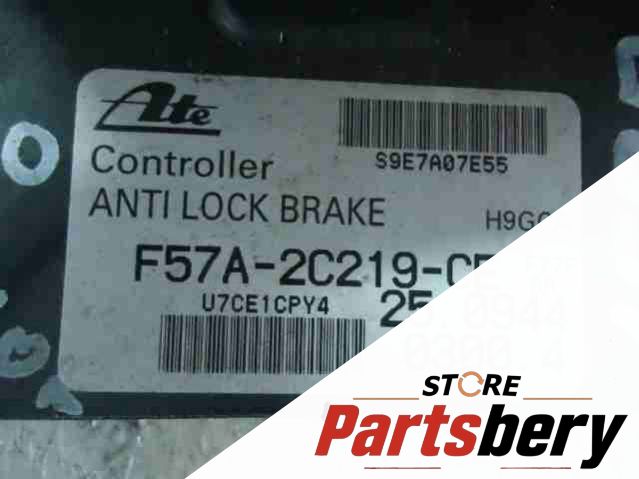 Ate
S9E7A07E55
Controller
ANTI LOCK BRAKE
F57A-2C219-
U7CE1CPY4
STORE
Partsbery